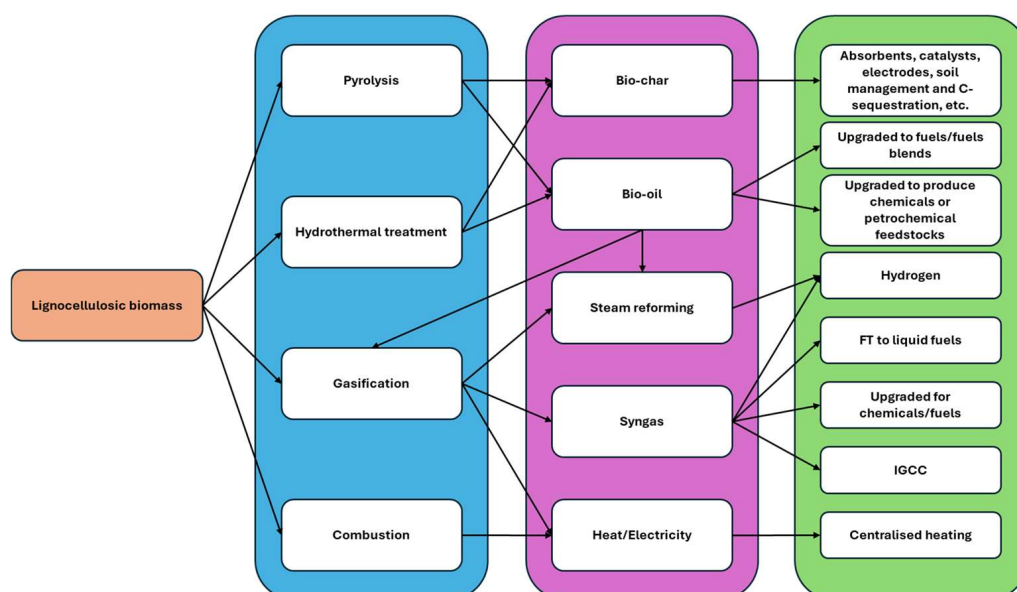 Lignocellulosic biomass
Pyrolysis
Hydrothermal treatment
Gasification
Combustion
Bio-char
Bio-oil
Steam reforming
Syngas
Heat/Electricity
Absorbents, catalysts,
electrodes, soil
management and C-
sequestration, etc.
Upgraded to fuels/fuels
blends
Upgraded to produce
chemicals or
petrochemical
feedstocks
Hydrogen
FT to liquid fuels
Upgraded for
chemicals/fuels
IGCC
Centralised heating